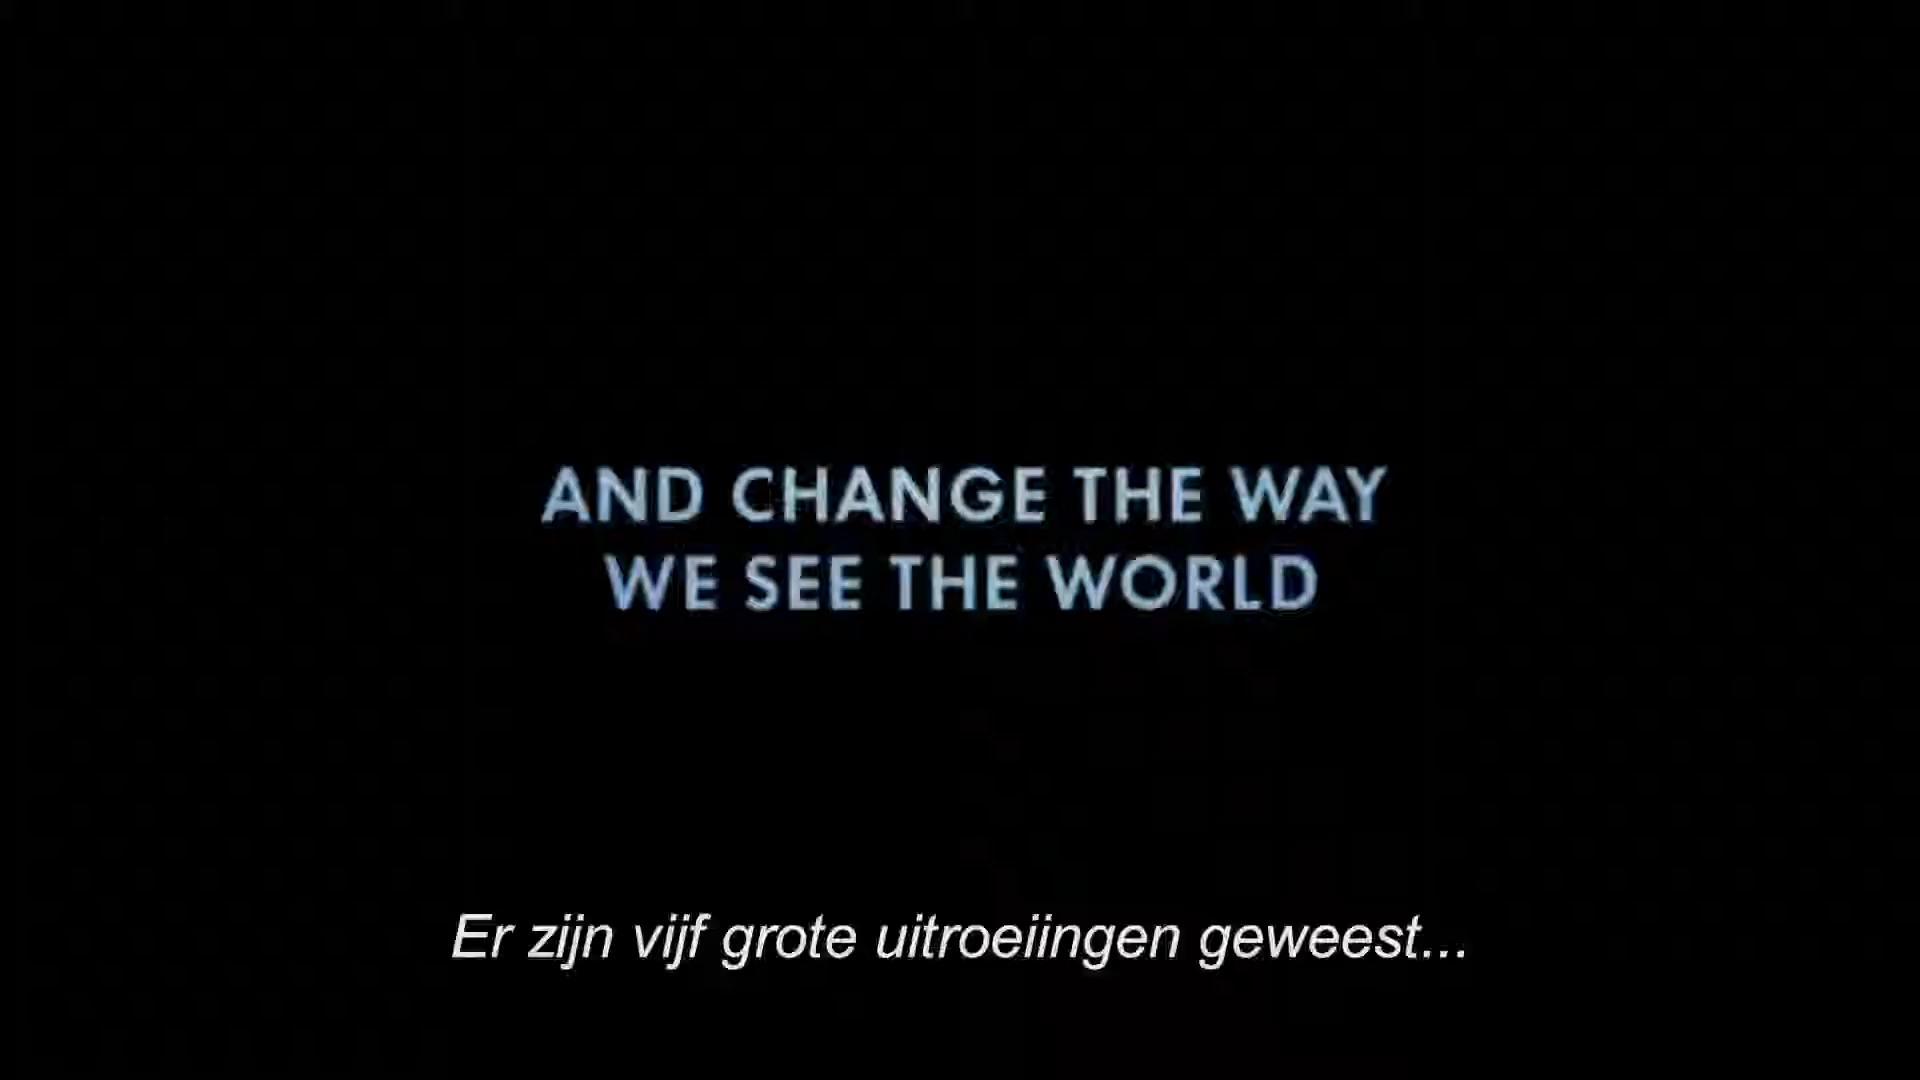 AND CHANGE THE WAY
WE SEE THE WORLD
Er zijn vijf grote uitroeiingen geweest...